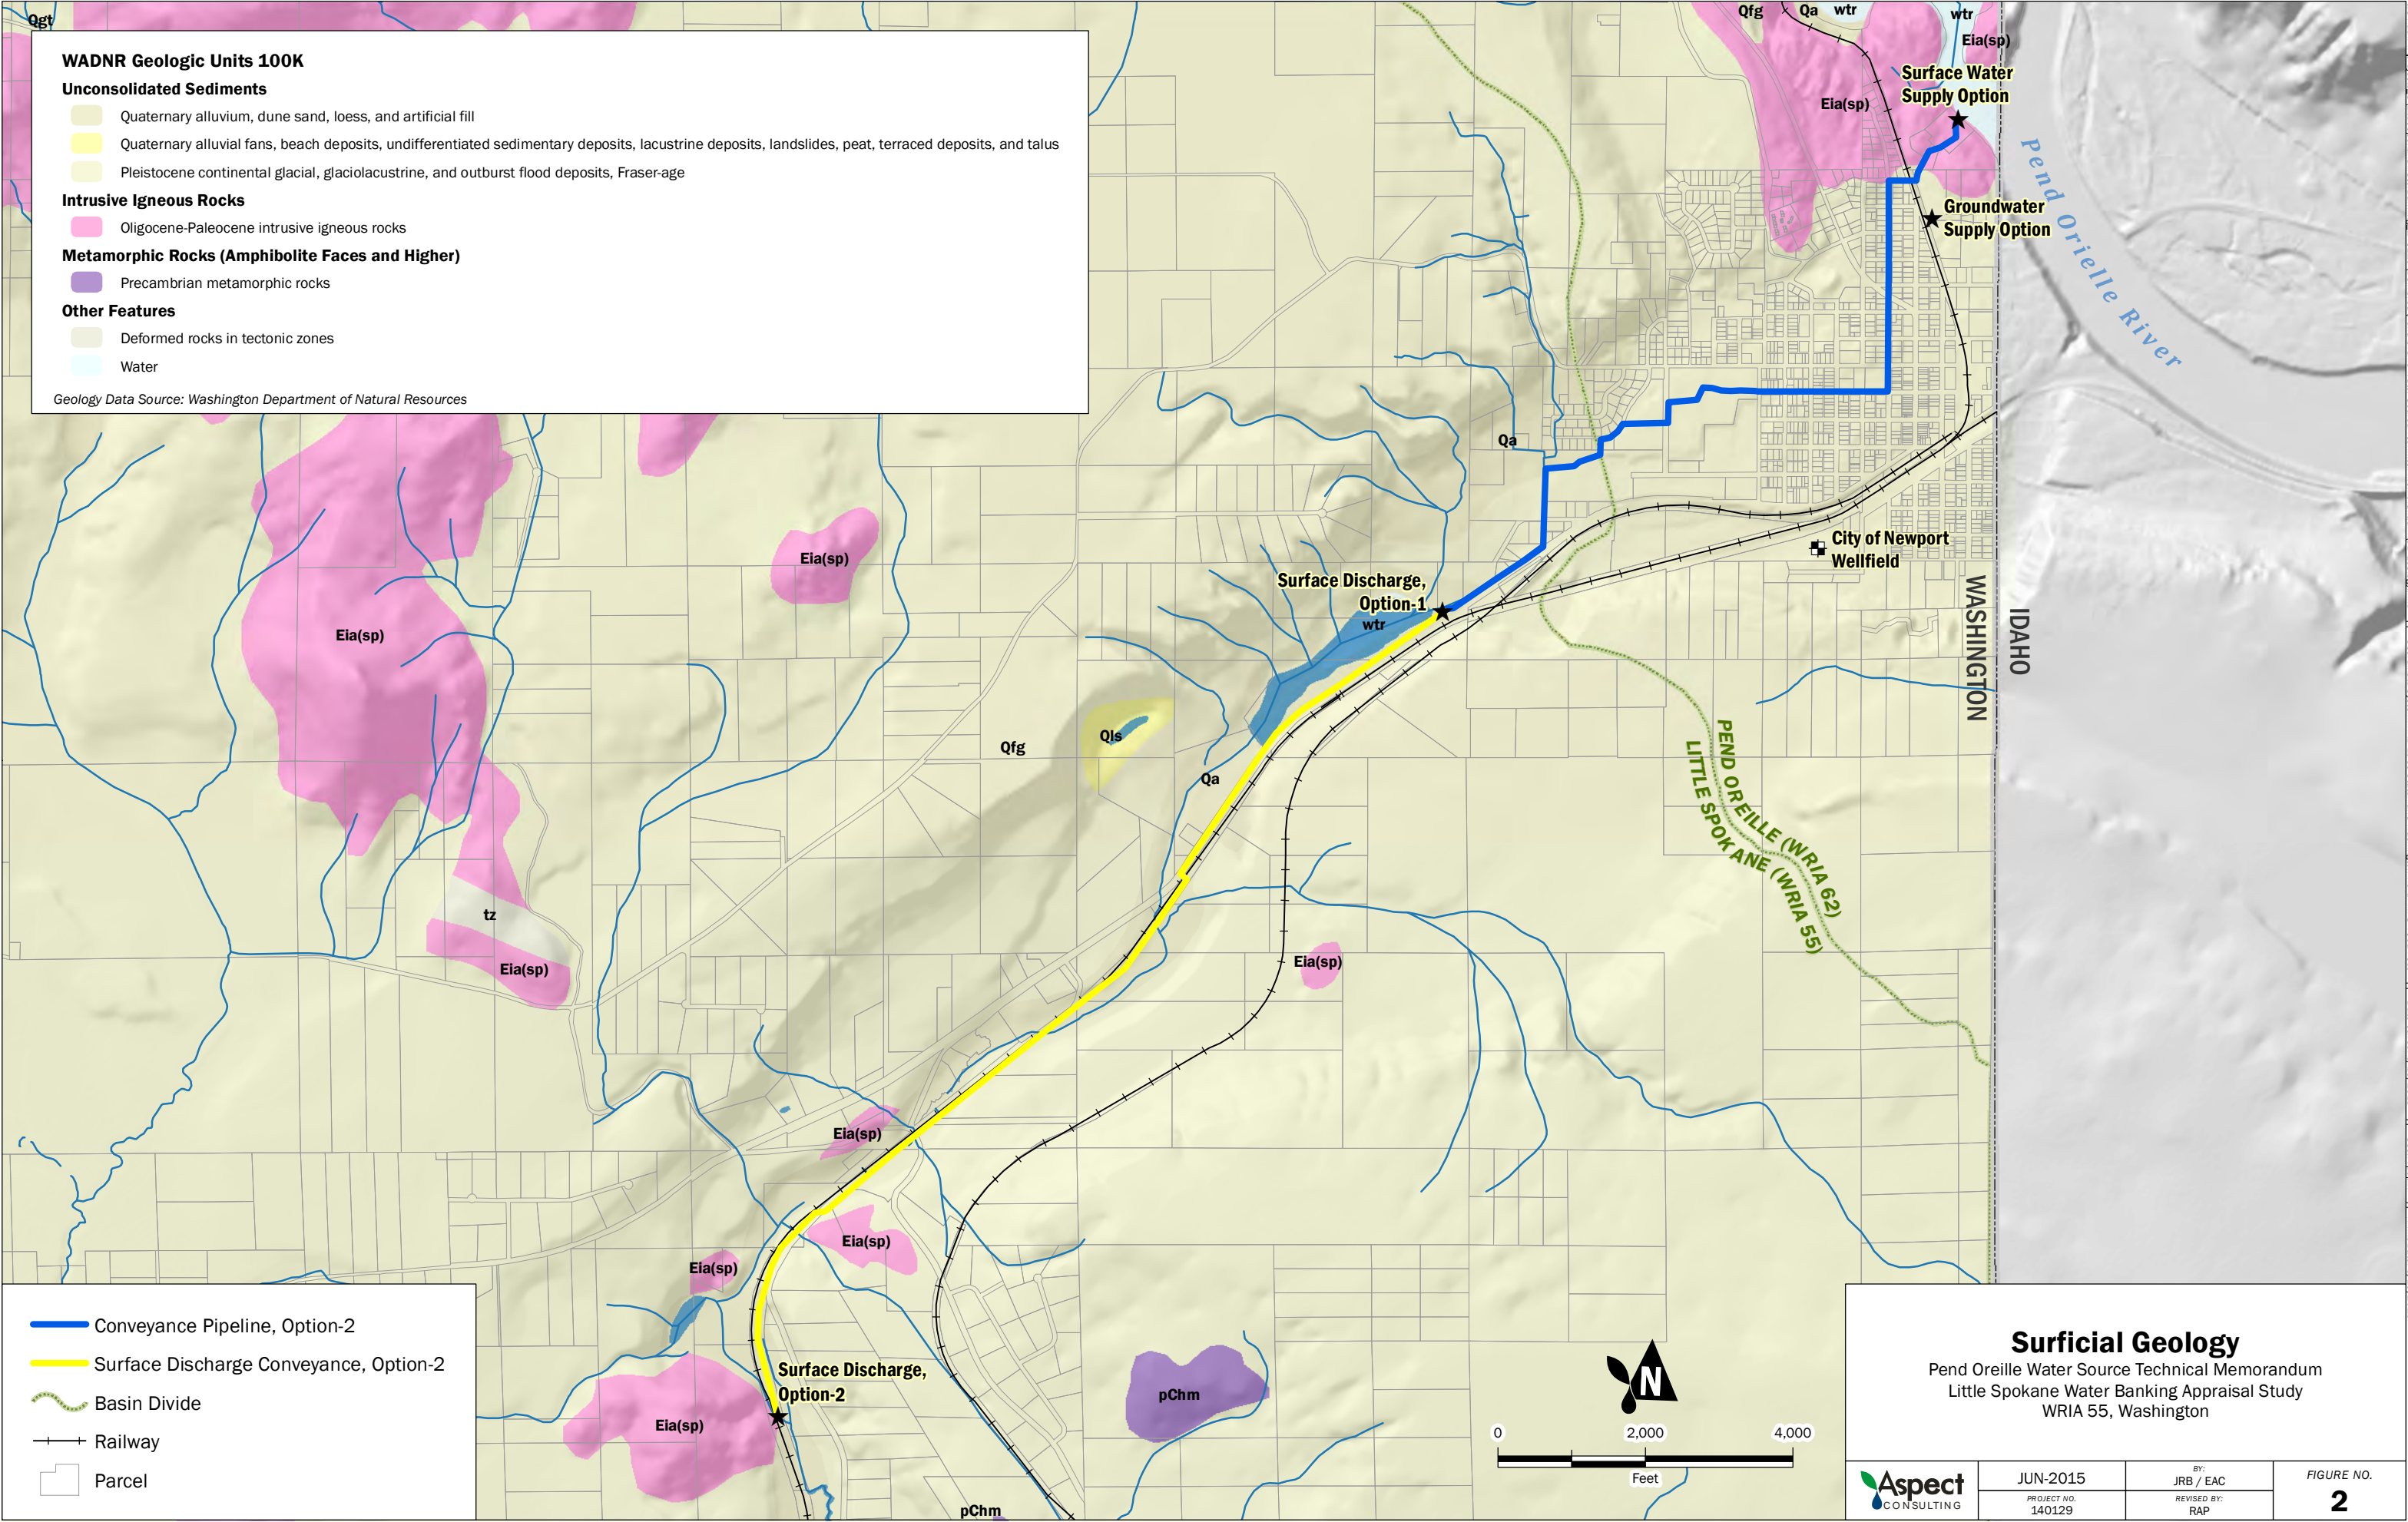 Qgt
WADNR Geologic Units 100K
Unconsolidated Sediments
Quaternary alluvium, dune sand, loess, and artificial fill
Quaternary alluvial fans, beach deposits, undifferentiated sedimentary deposits, lacustrine deposits, landslides, peat, terraced deposits, and talus
Pleistocene continental glacial, glaciolacustrine, and outburst flood deposits, Fraser-age
Intrusive Igneous Rocks
Oligocene-Paleocene intrusive igneous rocks
Metamorphic Rocks (Amphibolite Faces and Higher)
Precambrian metamorphic rocks
Other Features
Deformed rocks in tectonic zones
Water
Geology Data Source: Washington Department of Natural Resources
Qfg
Qa
wtr
wtr
Eia(sp)
Surface Water
Supply Option
Eia(sp)
Groundwater
Supply Option
Pend Orielle River
Qa
City of Newport
Wellfield
Eia(sp)
Surface Discharge,
Option-1
wtr
WASHINGTON
IDAHO
Eia(sp)
Qls
Qfg
Qa
PEND OREILLE (WRIA 62)
LITTLE SPOKANE (WRIA 55)
tz
Eia(sp)
Eia(sp)
Eia(sp)
Eia(sp)
Eia(sp)
Surface Discharge,
Option-2
Eia(sp)
pChm
pChm
Conveyance Pipeline, Option-2
Surface Discharge Conveyance, Option-2
Basin Divide
Railway
Parcel
N
0
2,000
4,000
Feet
Surficial Geology
Pend Oreille Water Source Technical Memorandum
Little Spokane Water Banking Appraisal Study
WRIA 55, Washington
Aspect
CONSULTING
JUN-2015
PROJECT NO.
140129
BY:
JRB / EAC
REVISED BY:
RAP
FIGURE NO.
2